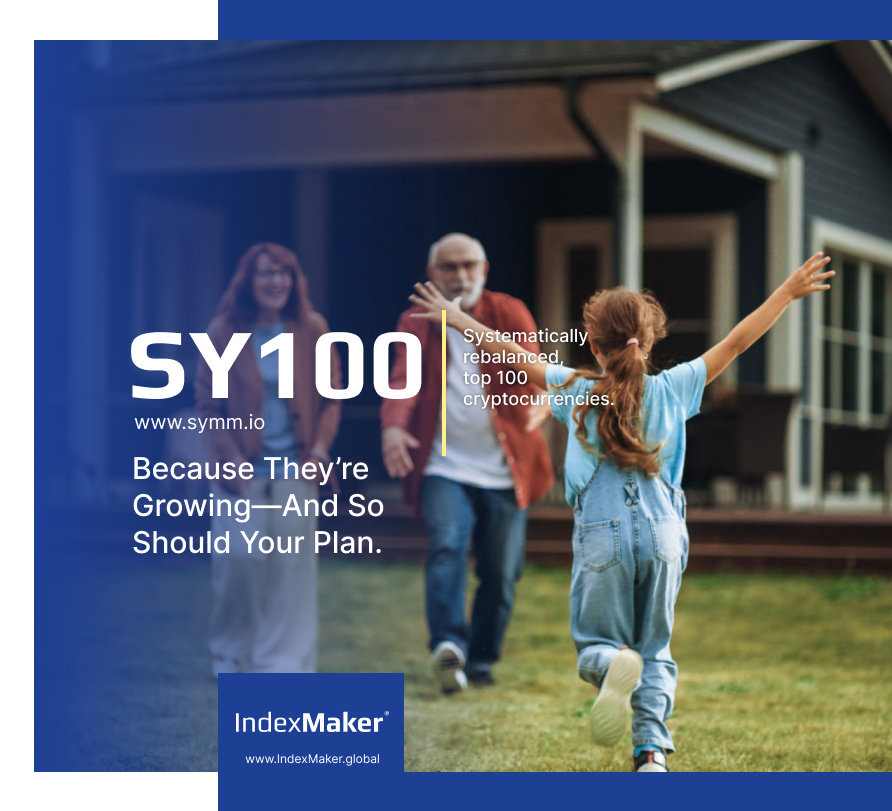 SY100
www.symm.io
Systematically
rebalanced,
top 100
cryptocurrencies.
Because They’re
Growing—And So
Should Your Plan.
IndexMaker®
www.IndexMaker.global